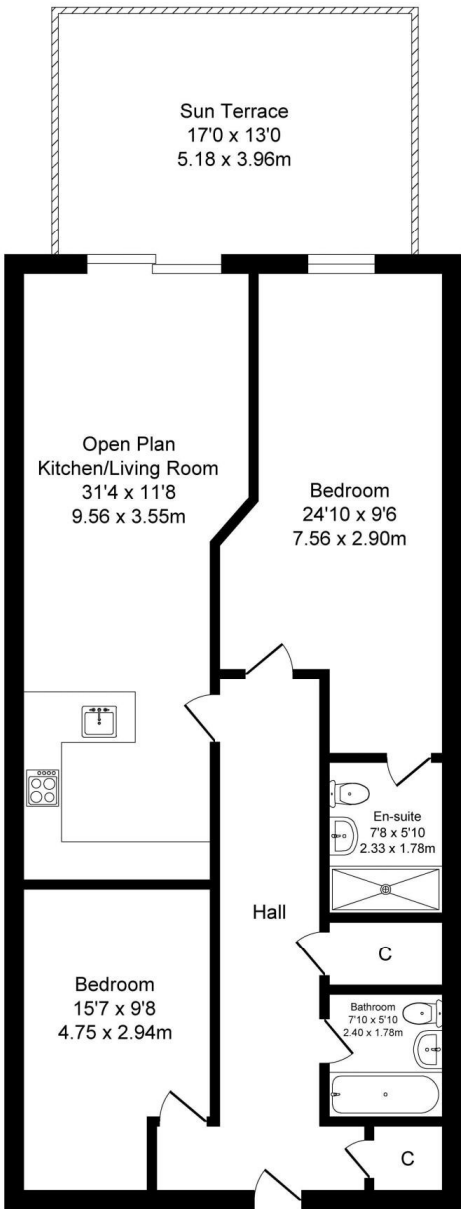 Sun Terrace
17'0 x 13'0
5.18 x 3.96m
Open Plan
Kitchen/Living Room
31'4 x 11'8
9.56 x 3.55m
Bedroom
24'10 x 9'6
7.56 x 2.90m
En-suite
7'8 x 5'10
2.33 x 1.78m
Hall
C
Bedroom
15'7 x 9'8
4.75 x 2.94m
Bathroom
7'10 x 5'10
2.40 x 1.78m
C